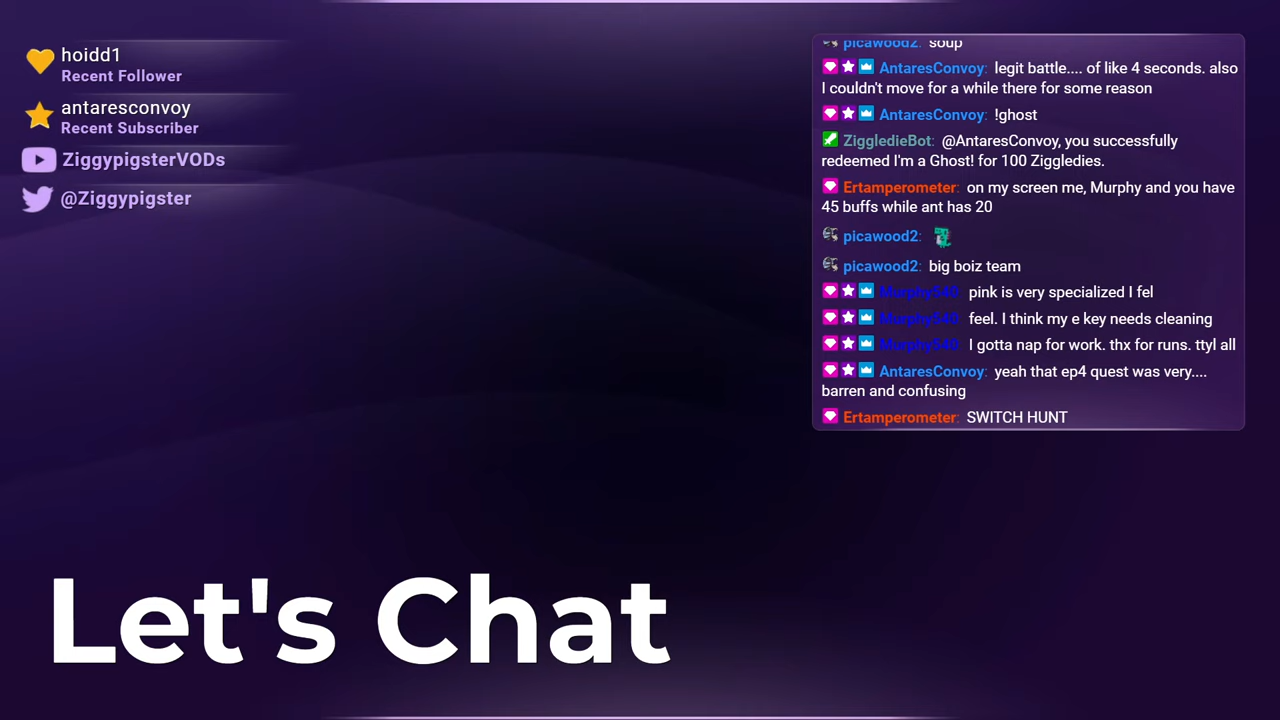 hoidd1
Recent Follower
antaresconvoy
Recent Subscriber
ZiggypigsterVODs
@Ziggypigster
picawood2: soup
AntaresConvoy: legit battle.... of like 4 seconds. also
I couldn't move for a while there for some reason
AntaresConvoy: !ghost
ZiggledieBot: @AntaresConvoy, you successfully
redeemed I'm a Ghost! for 100 Ziggledies.
Ertamperometer: on my screen me, Murphy and you have
45 buffs while ant has 20
picawood2:
picawood2: big boiz team
Murphy540: pink is very specialized I fel
Murphy540: feel. I think my e key needs cleaning
Murphy540: I gotta nap for work. thx for runs. ttyl all
AntaresConvoy: yeah that ep4 quest was very....
barren and confusing
Ertamperometer: SWITCH HUNT
Let's Chat